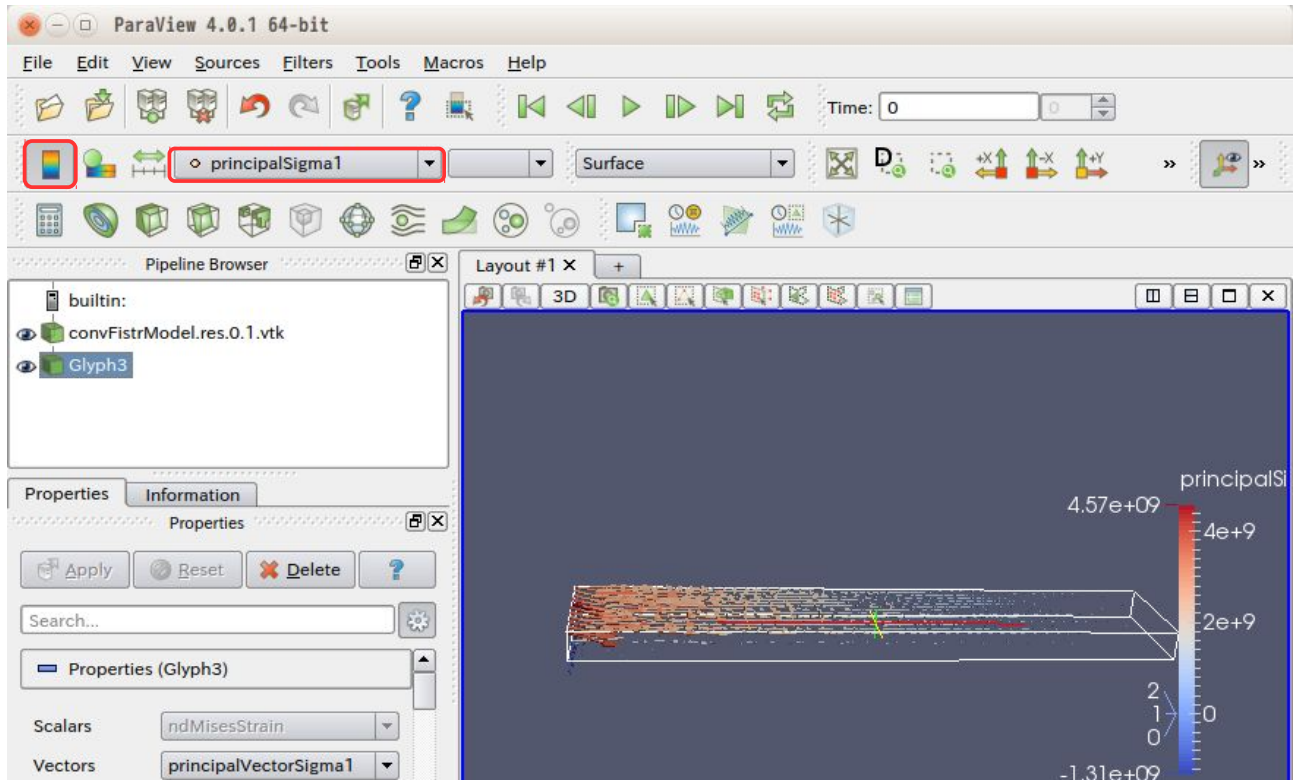 ParaView 4.0.1 64-bit
File Edit View Sources Filters Tools Macros Help
? Time: 0 0
principalSigma1 Surface D +X -X +Y » »
Pipeline Browser
Layout #1 X +
builtin:
3D
convFistrModel.res.0.1.vtk
Glyph3
Properties Information
Properties
Apply Reset Delete ?
Search...
Properties (Glyph3)
Scalars ndMisesStrain
Vectors principalVectorSigma1
principalSi
4.57e+09
4e+9
2e+9
2
1
0
0
-1.31e+09